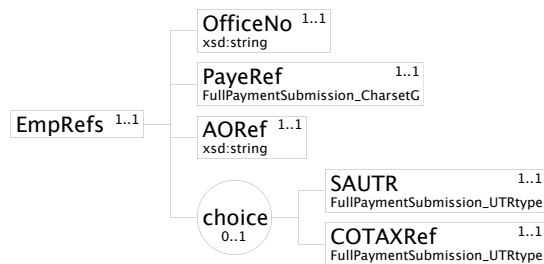 OfficeNo 1..1
xsd:string
PayeRef 1..1
FullPaymentSubmission_CharsetG
EmpRefs 1..1
AORef 1..1
xsd:string
choice
0..1
SAUTR 1..1
FullPaymentSubmission_UTRtype
COTAXRef 1..1
FullPaymentSubmission_UTRtype